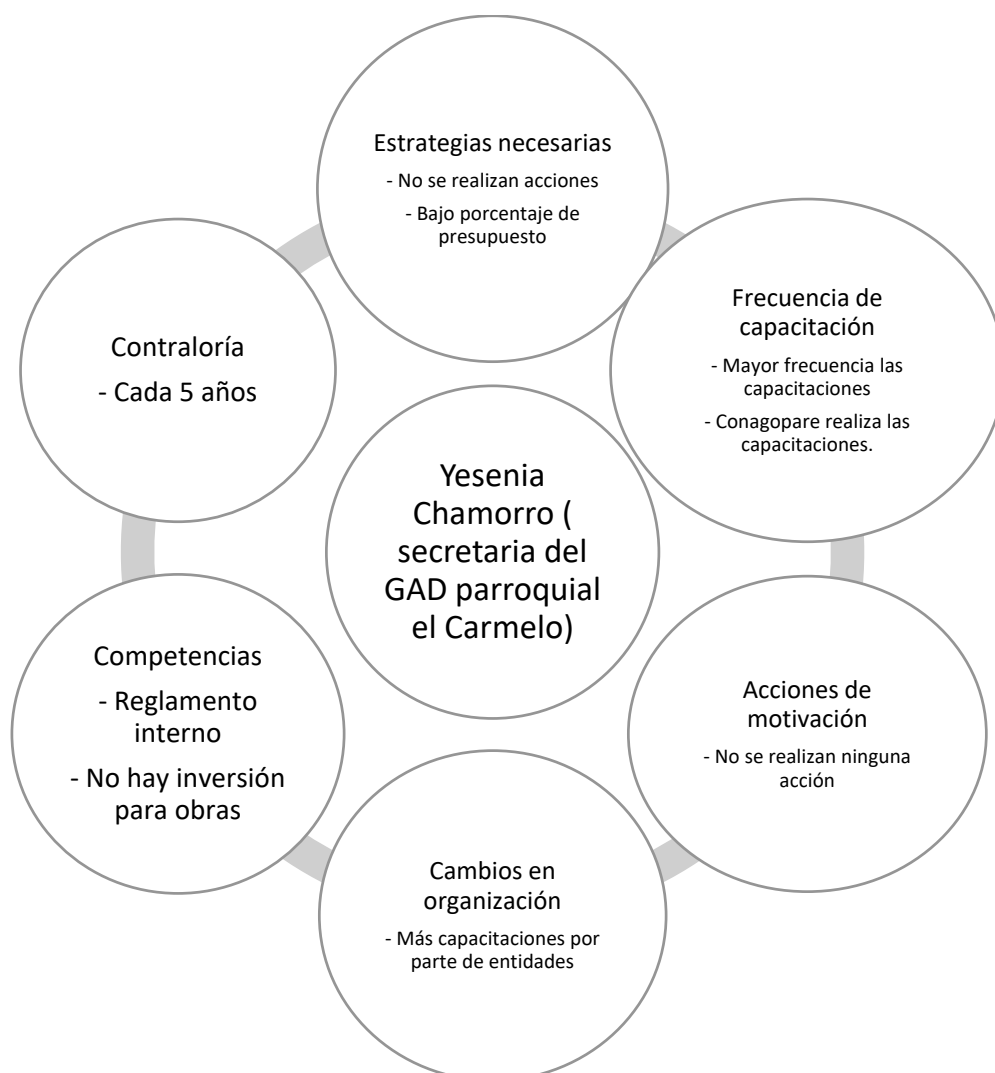 Estrategias necesarias
- No se realizan acciones
- Bajo porcentaje de
presupuesto
Frecuencia de
capacitación
- Mayor frecuencia las
capacitaciones
- Conagopare realiza las
capacitaciones.
Acciones de
motivación
- No se realizan ninguna
acción
Cambios en
organización
- Más capacitaciones por
parte de entidades
Competencias
- Reglamento
interno
- No hay inversión
para obras
Contraloría
- Cada 5 años
Yesenia
Chamorro (
secretaria del
GAD parroquial
el Carmelo)